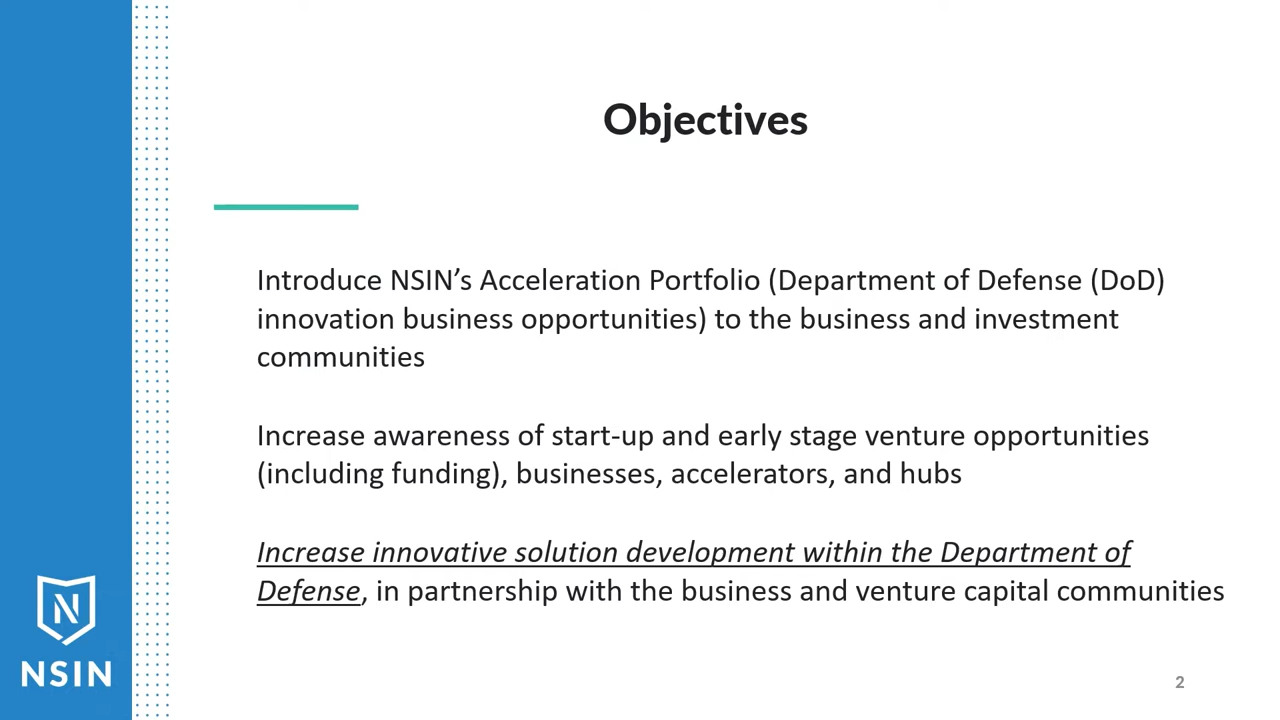 Objectives
Introduce NSIN’s Acceleration Portfolio (Department of Defense (DoD)
innovation business opportunities) to the business and investment
communities
Increase awareness of start-up and early stage venture opportunities
(including funding), businesses, accelerators, and hubs
Increase innovative solution development within the Department of
Defense, in partnership with the business and venture capital communities
N
NSIN
2